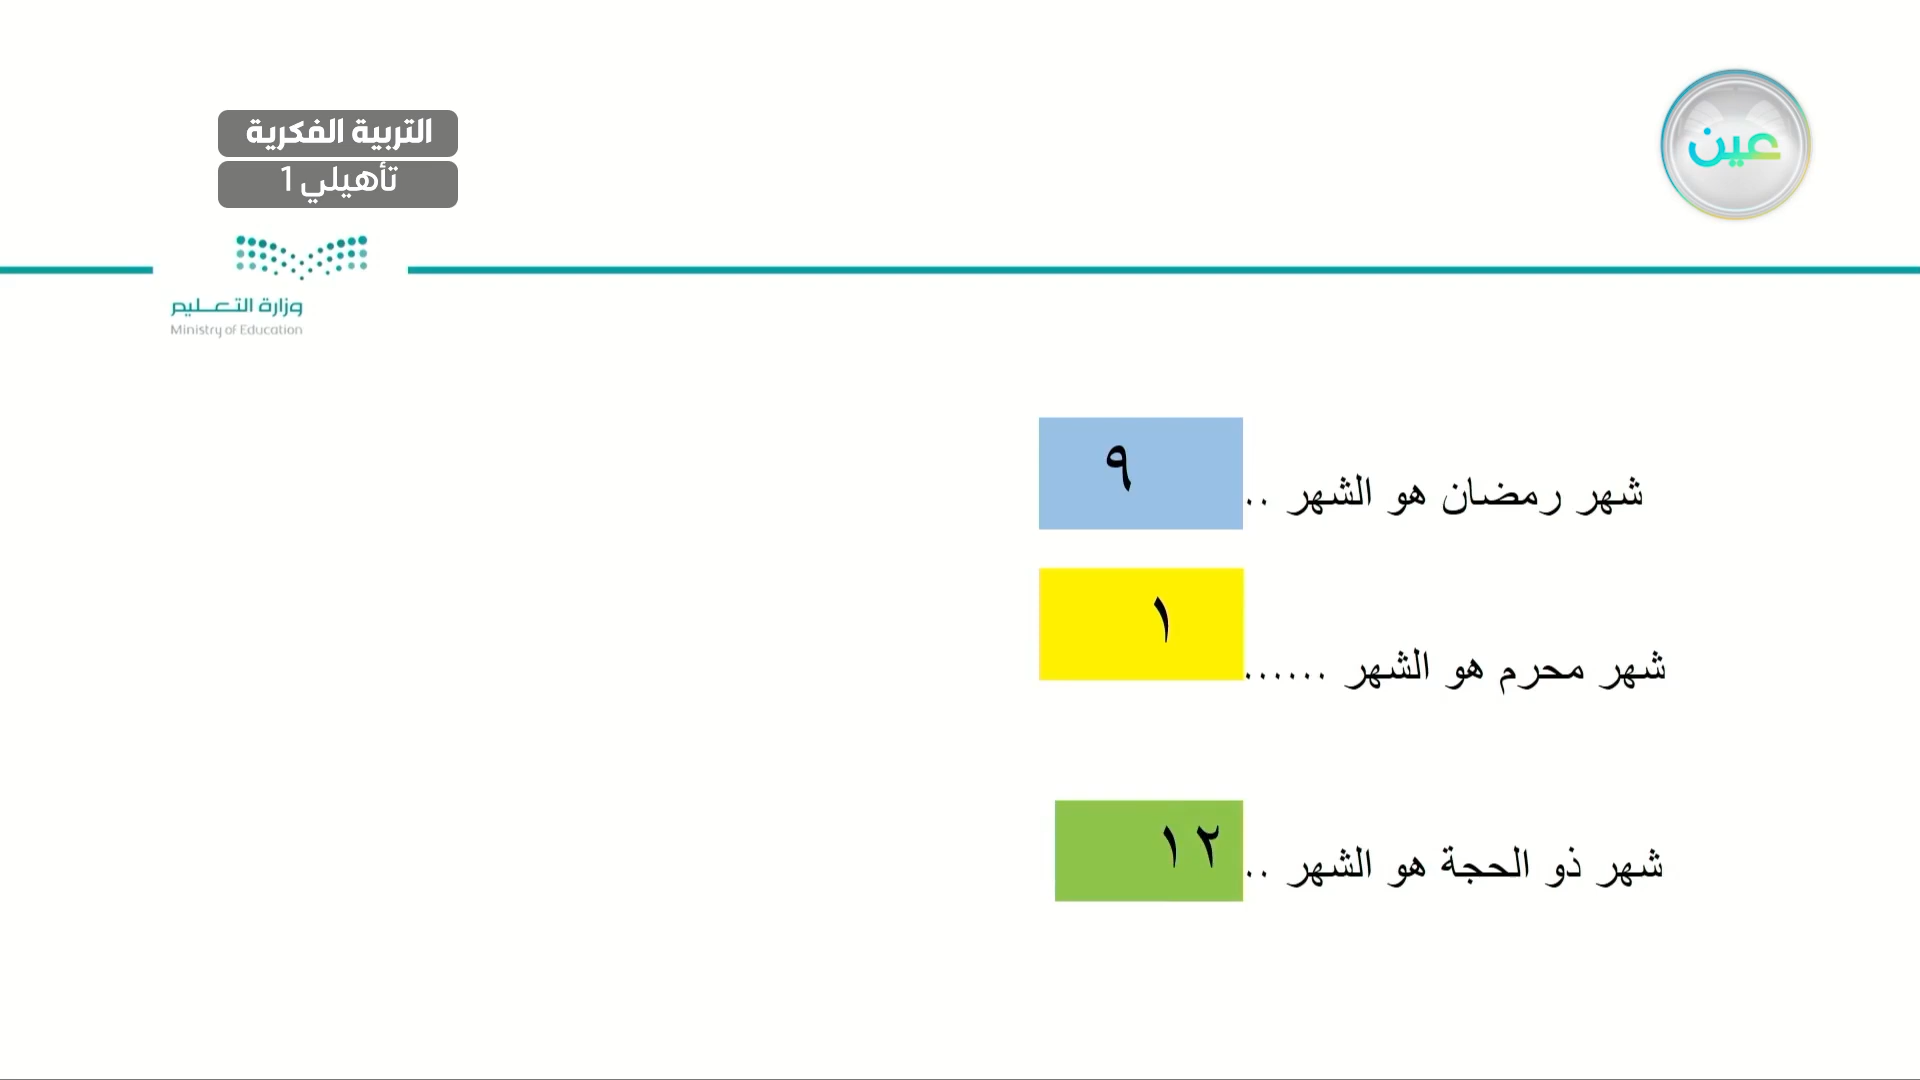 عين
التربية الفكرية
تأهيلي 1
وزارة التعليم
Ministry of Education
شهر رمضان هو الشهر .. ٩
شهر محرم هو الشهر ...... ١
شهر ذو الحجة هو الشهر .. ١٢